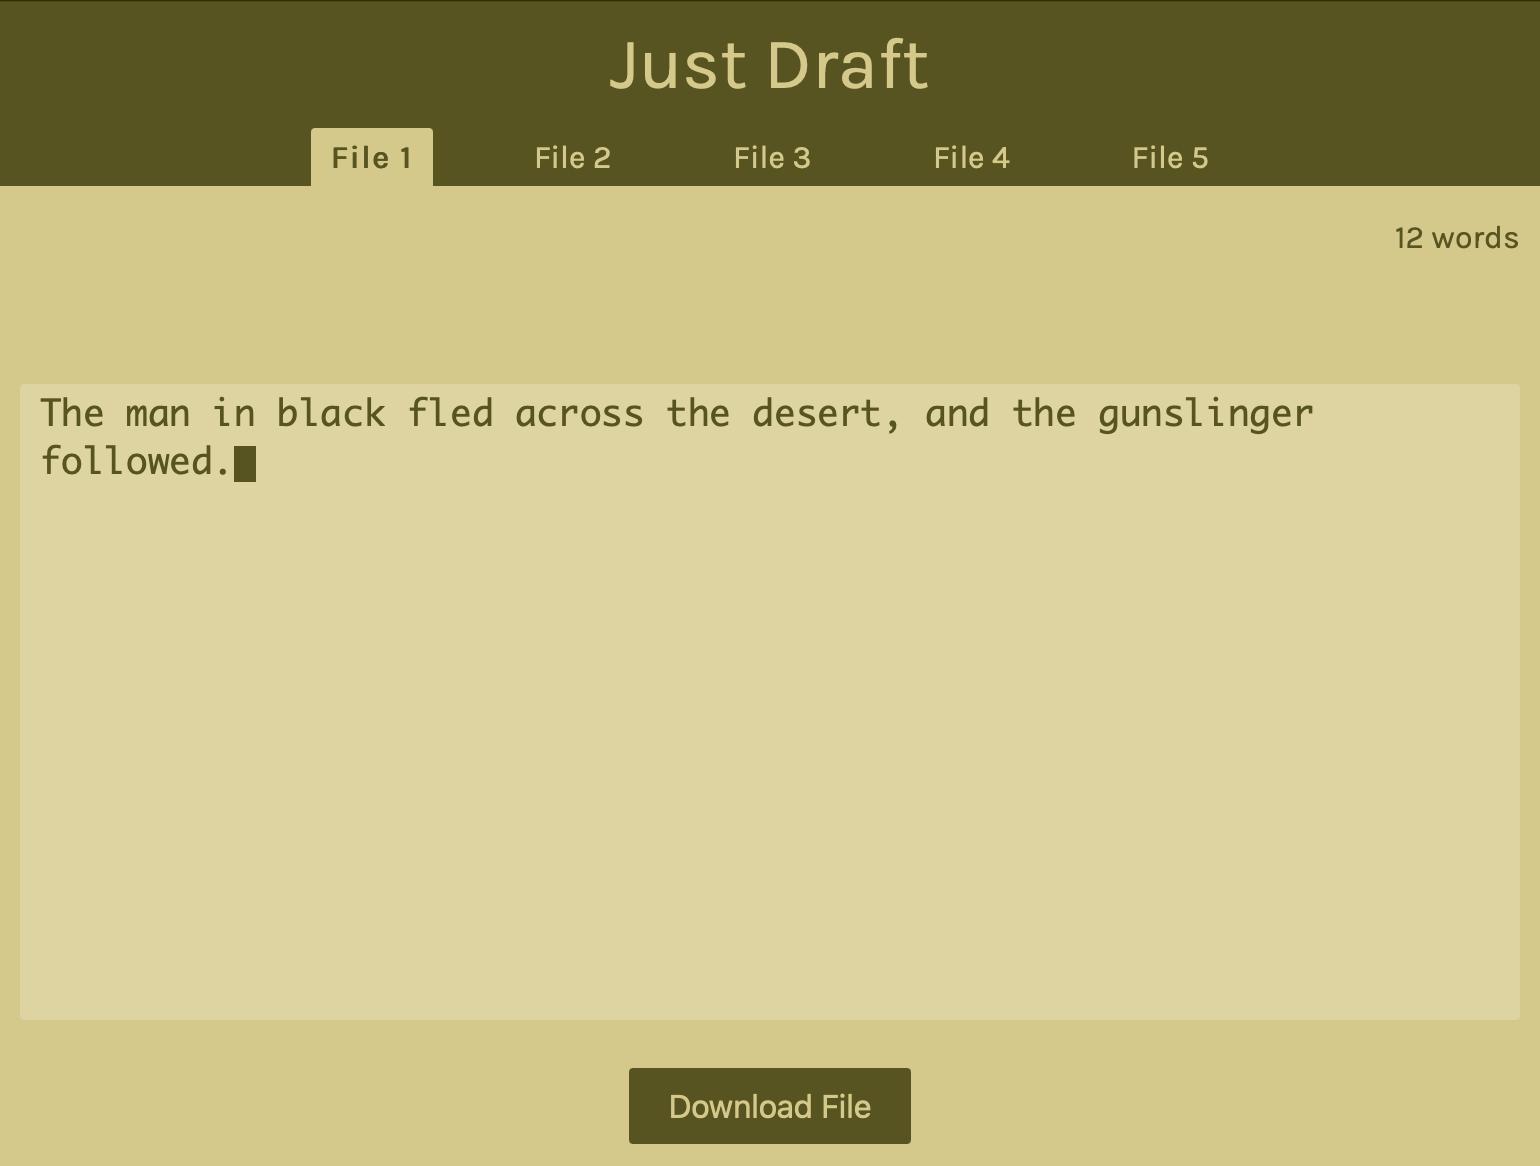 Just Draft
File 1 File 2 File 3 File 4 File 5
12 words
The man in black fled across the desert, and the gunslinger
followed.
Download File